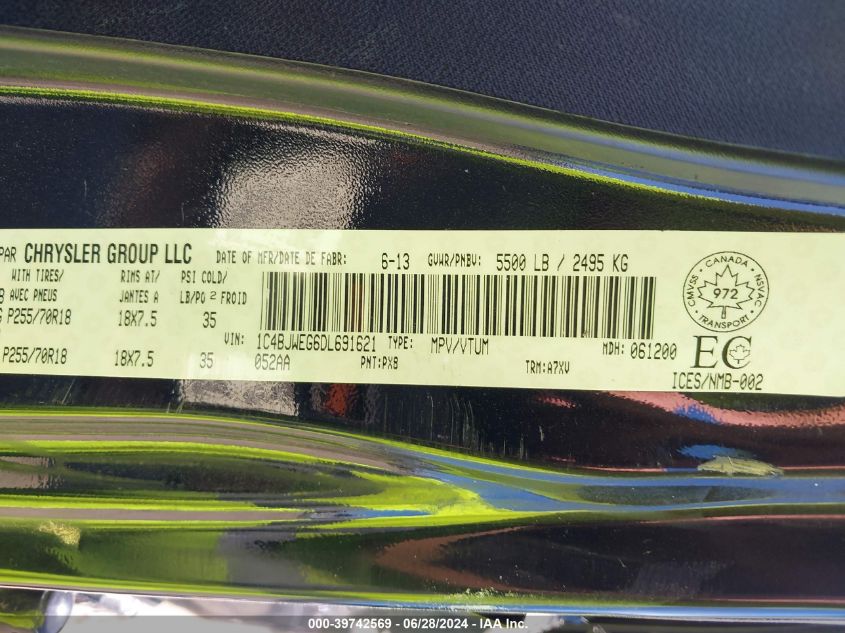 PAR CHRYSLER GROUP LLC DATE OF MFR/DATE DE FABR: 6-13 GVWR/PNBV: 5500 LB / 2495 KG
WITH TIRES/ RIMS AT/ PSI COLD/
AVEC PNEUS JANTES A LB/PO 2 FROID
P255/70R18 18X7.5 35
VIN: 1C4BJWEG6DL691621 TYPE: MPV/VTUM MDH: 061200
P255/70R18 18X7.5 35 052AA PNT:PX8 TRM:A7XV
CMVSS · CANADA · NSVAC
972
TRANSPORT
EC
ICES/NMB-002
000-39742569 - 06/28/2024 - IAA Inc.